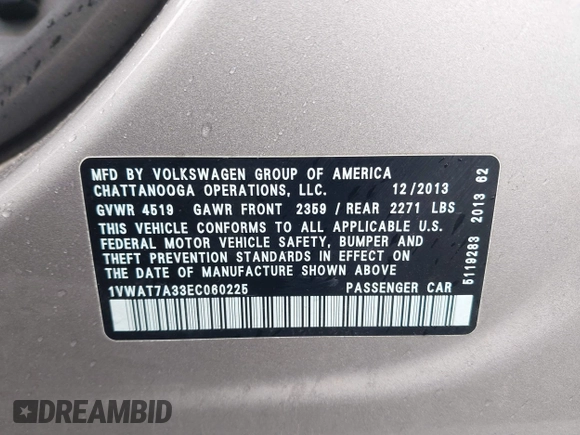 MFD BY VOLKSWAGEN GROUP OF AMERICA
CHATTANOOGA OPERATIONS, LLC. 12/2013
GVWR 4519 GAWR FRONT 2359 / REAR 2271 LBS
THIS VEHICLE CONFORMS TO ALL APPLICABLE U.S.
FEDERAL MOTOR VEHICLE SAFETY, BUMPER AND
THEFT PREVENTION STANDARDS IN EFFECT ON
THE DATE OF MANUFACTURE SHOWN ABOVE
1VWAT7A33EC060225 PASSENGER CAR
5119283 2013 62
DREAMBID